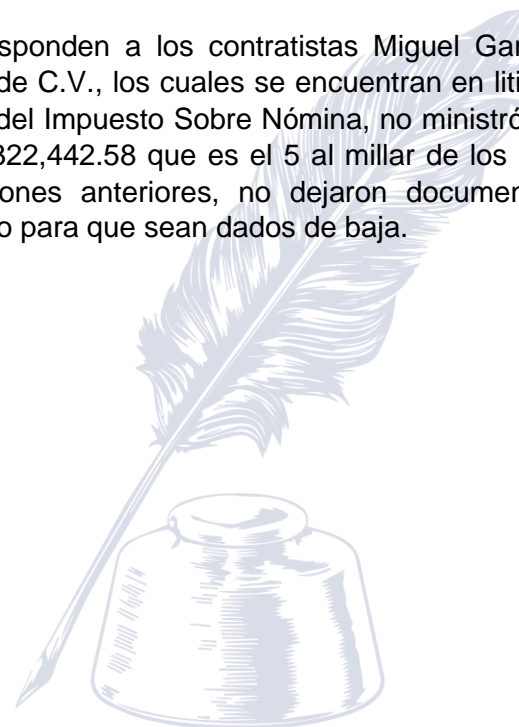 sponden a los contratistas Miguel Gar
de C.V., los cuales se encuentran en liti
del Impuesto Sobre Nómina, no ministró
322,442.58 que es el 5 al millar de los
ones anteriores, no dejaron documen
o para que sean dados de baja.